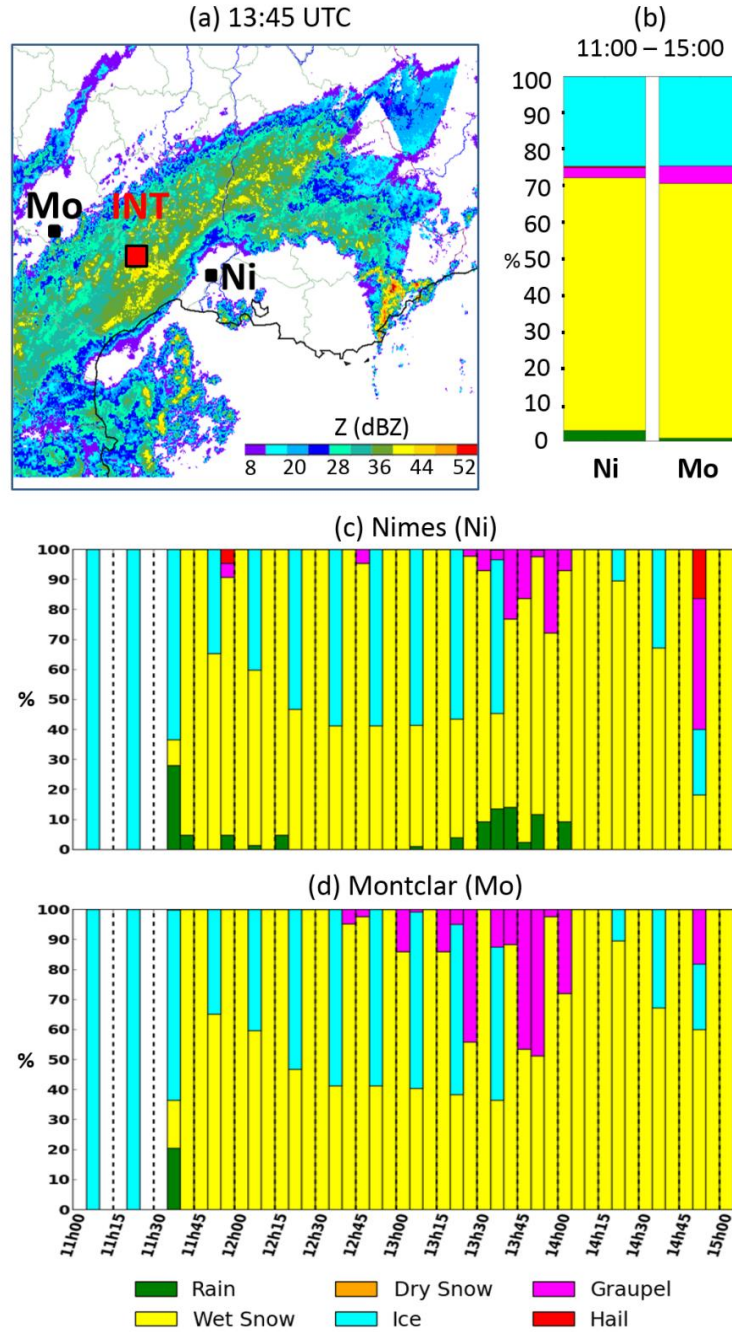 (a) 13:45 UTC
(b)
11:00 – 15:00
Mo
INT
Ni
Z (dBZ)
8 20 28 36 44 52
100
90
80
70
60
%50
40
30
20
10
0
Ni Mo
(c) Nimes (Ni)
100
90
80
70
60
50
%
40
30
20
10
0
(d) Montclar (Mo)
100
90
80
70
60
50
%
40
30
20
10
0
11h00 11h15 11h30 11h45 12h00 12h15 12h30 12h45 13h00 13h15 13h30 13h45 14h00 14h15 14h30 14h45 15h00
Rain Dry Snow Graupel
Wet Snow Ice Hail